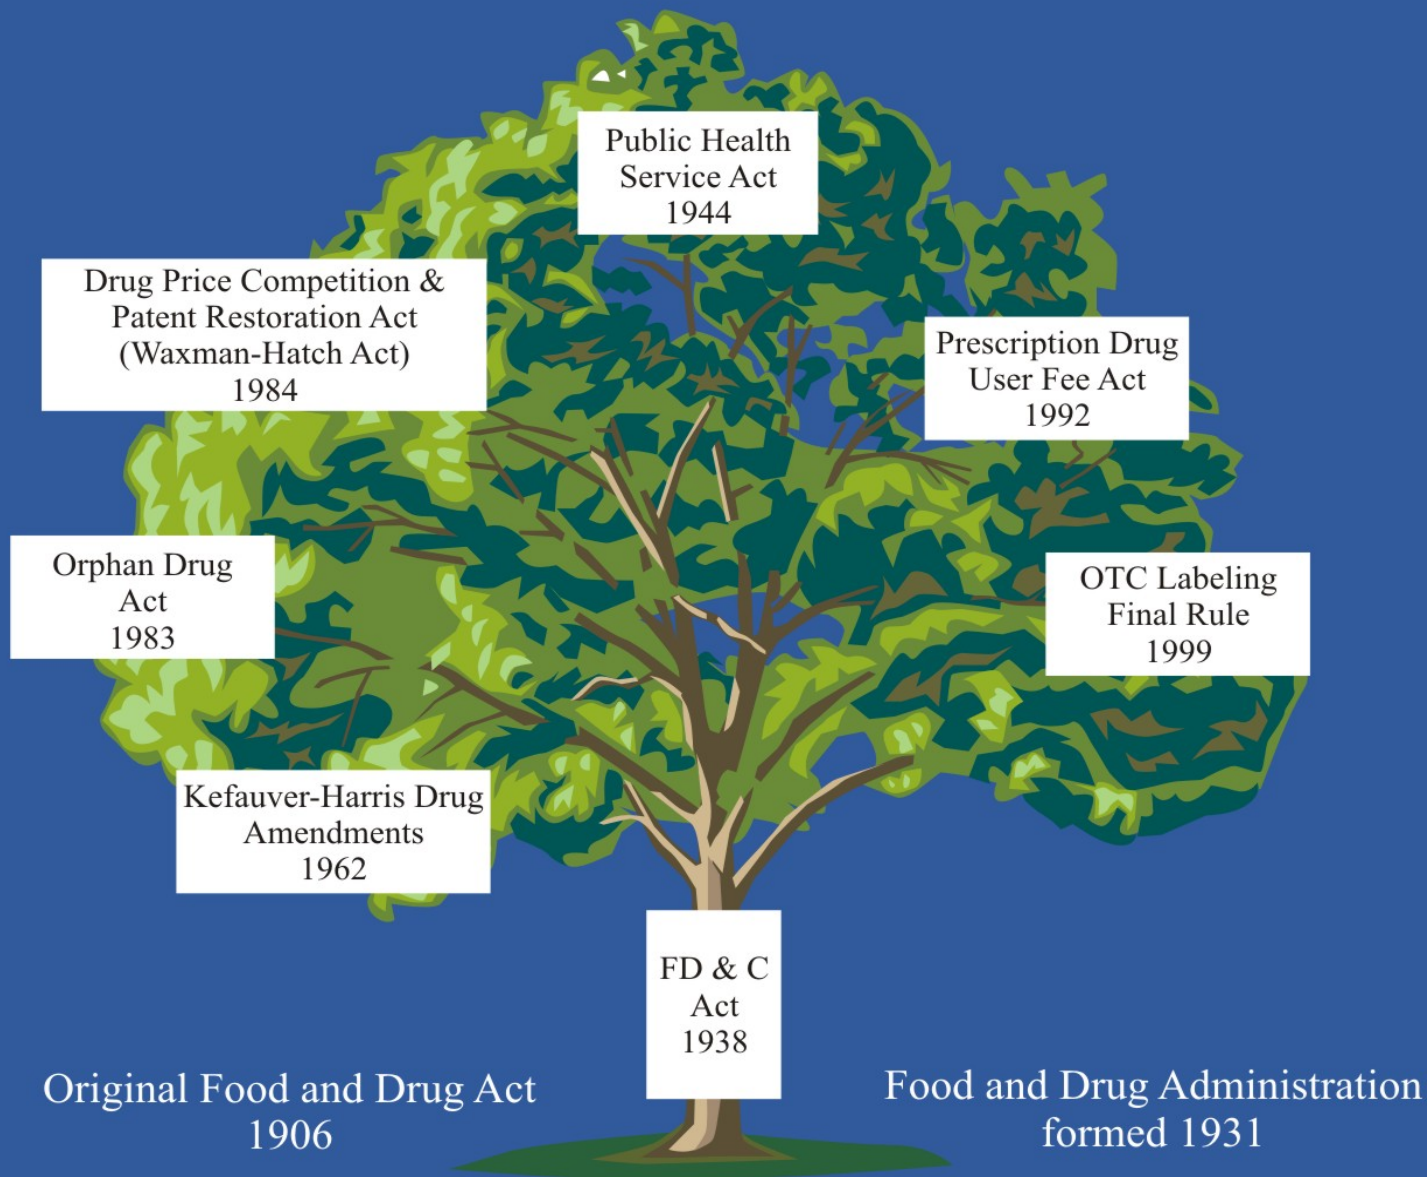 Public Health
Service Act
1944
Drug Price Competition &
Patent Restoration Act
(Waxman-Hatch Act)
1984
Prescription Drug
User Fee Act
1992
Orphan Drug
Act
1983
OTC Labeling
Final Rule
1999
Kefauver-Harris Drug
Amendments
1962
FD & C
Act
1938
Original Food and Drug Act
1906
Food and Drug Administration
formed 1931